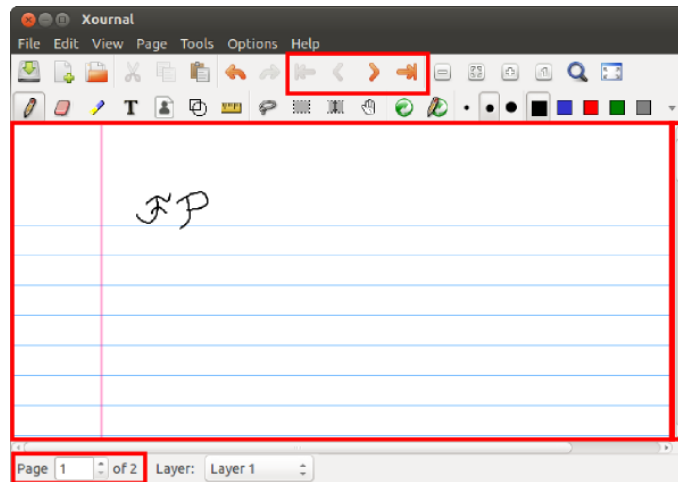 Xournal
File Edit View Page Tools Options Help
T
FP
Page 1 of 2 Layer: Layer 1